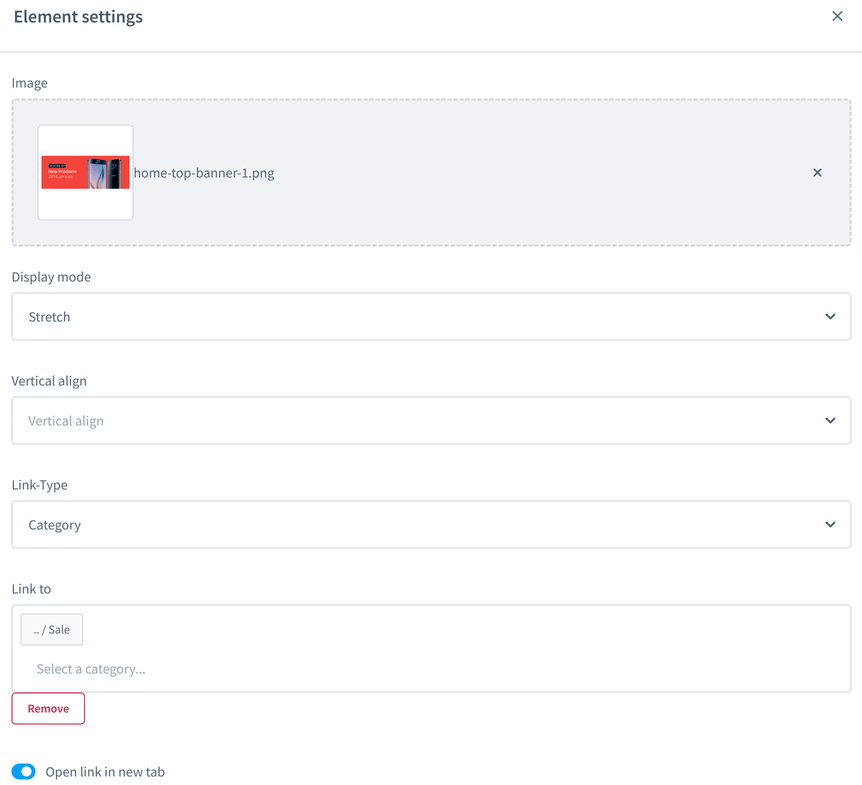 Element settings
Image
New Products
home-top-banner-1.png
Display mode
Stretch
Vertical align
Vertical align
Link-Type
Category
Link to
.. / Sale
Select a category...
Remove
Open link in new tab